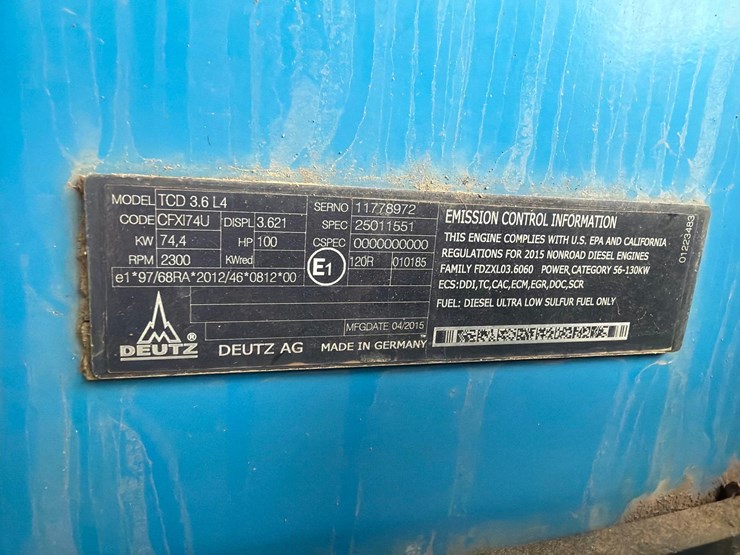 MODEL TCD 3.6 L4 SERNO 11778972
CODE CFXI74U DISPL 3.621 SPEC 25011551
KW 74,4 HP 100 CSPEC 0000000000
RPM 2300 KWred E1 120R 010185
e1*97/68RA*2012/46*0812*00
MFGDATE 04/2015
DEUTZ ® DEUTZ AG MADE IN GERMANY
EMISSION CONTROL INFORMATION
THIS ENGINE COMPLIES WITH U.S. EPA AND CALIFORNIA
REGULATIONS FOR 2015 NONROAD DIESEL ENGINES
FAMILY FDZXL03.6060 POWER CATEGORY 56-130KW
ECS:DDI,TC,CAC,ECM,EGR,DOC,SCR
FUEL: DIESEL ULTRA LOW SULFUR FUEL ONLY
01223483